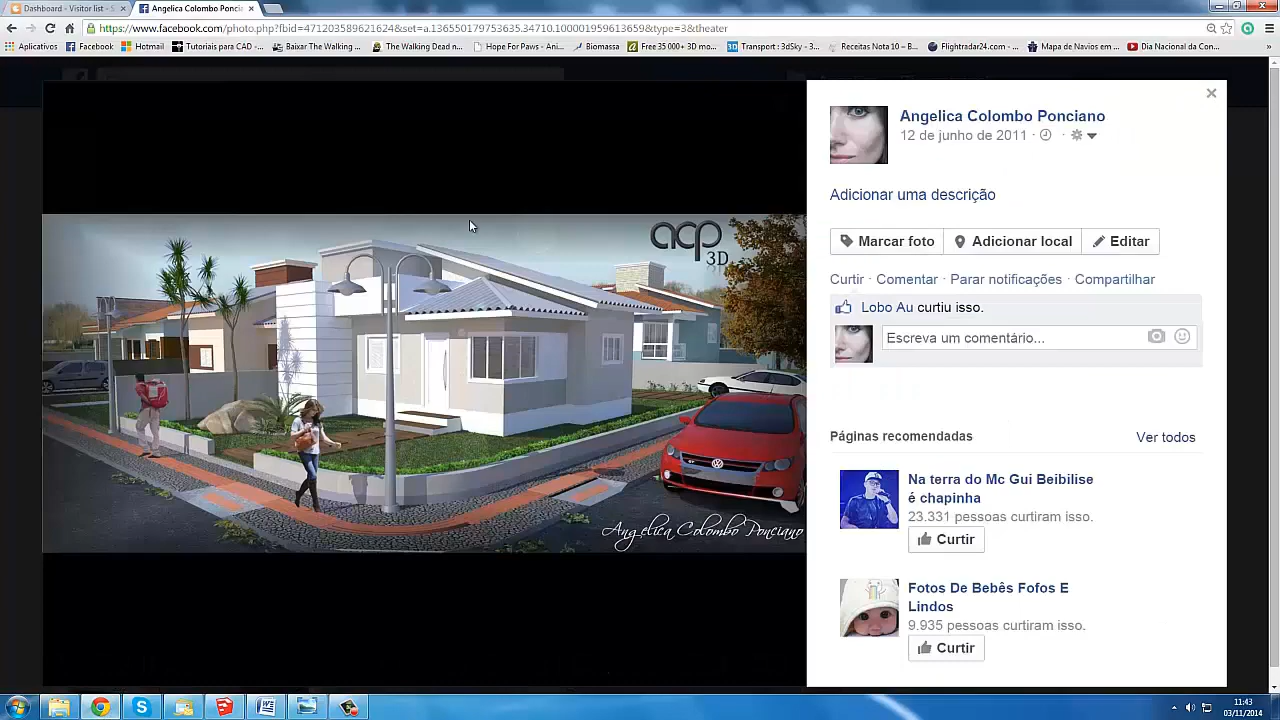 Dashboard - Visitor list - S
Angelica Colombo Poncia
https://www.facebook.com/photo.php?fbid=471203589621624&set=a.136550179753635.34710.100001959613659&type=3&theater
Aplicativos
Facebook
Hotmail
Tutoriais para CAD -
Baixar The Walking
The Walking Dead
Hope For Paws - Ani
Biomassa
Free 35 000+ 3D mo
Transport : 3dSky
Receitas Nota 10 – B
Flightradar24.com -
Mapa de Navios em
Dia Nacional da Con
Angelica Colombo Ponciano
12 de junho de 2011 ·
Adicionar uma descrição
Marcar foto
Adicionar local
Editar
Curtir · Comentar · Parar notificações · Compartilhar
Lobo Au curtiu isso.
Escreva um comentário...
acp
3D
Angelica Colombo Ponciano
Páginas recomendadas
Ver todos
Na terra do Mc Gui Beibilise
é chapinha
23.331 pessoas curtiram isso.
Curtir
Fotos De Bebês Fofos E
Lindos
9.935 pessoas curtiram isso.
Curtir
11:43
03/11/2014